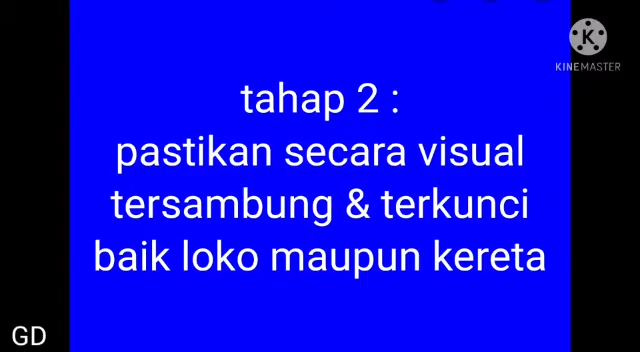 K
KINEMASTER
tahap 2 :
pastikan secara visual
tersambung & terkunci
baik loko maupun kereta
GD